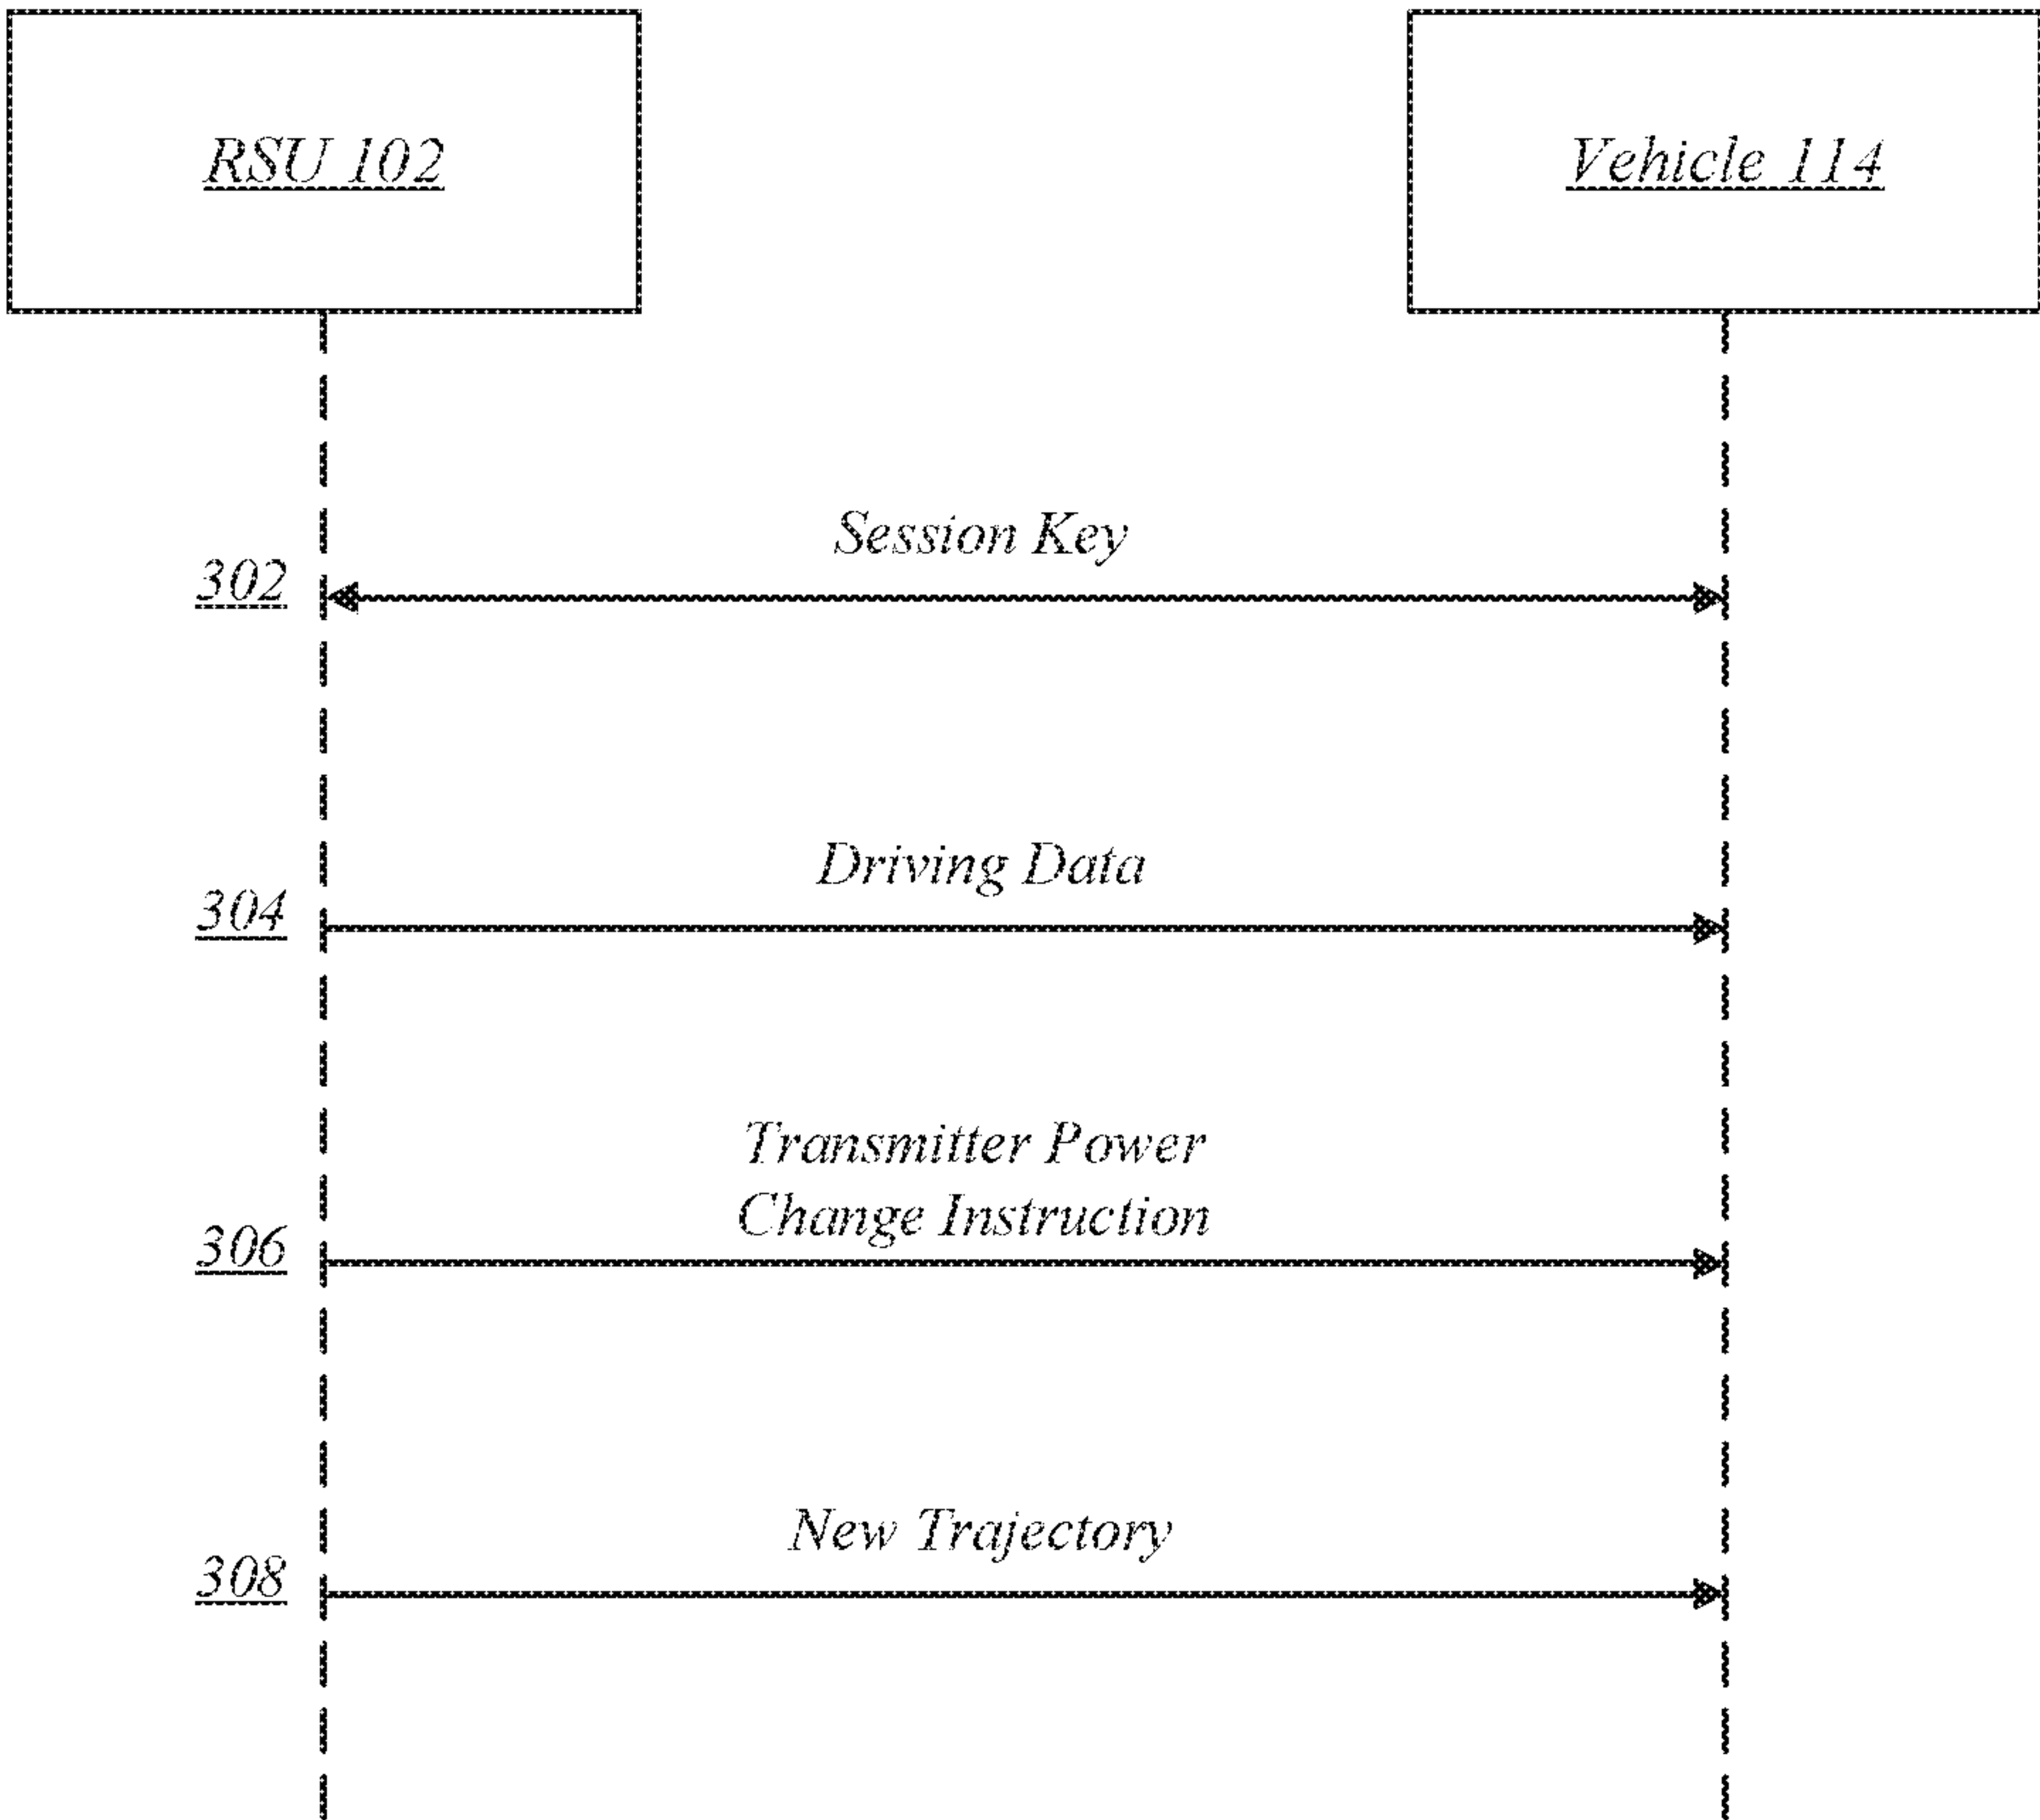 RSU 102
Vehicle 114
Session Key
302
Driving Data
304
Transmitter Power
Change Instruction
306
New Trajectory
308